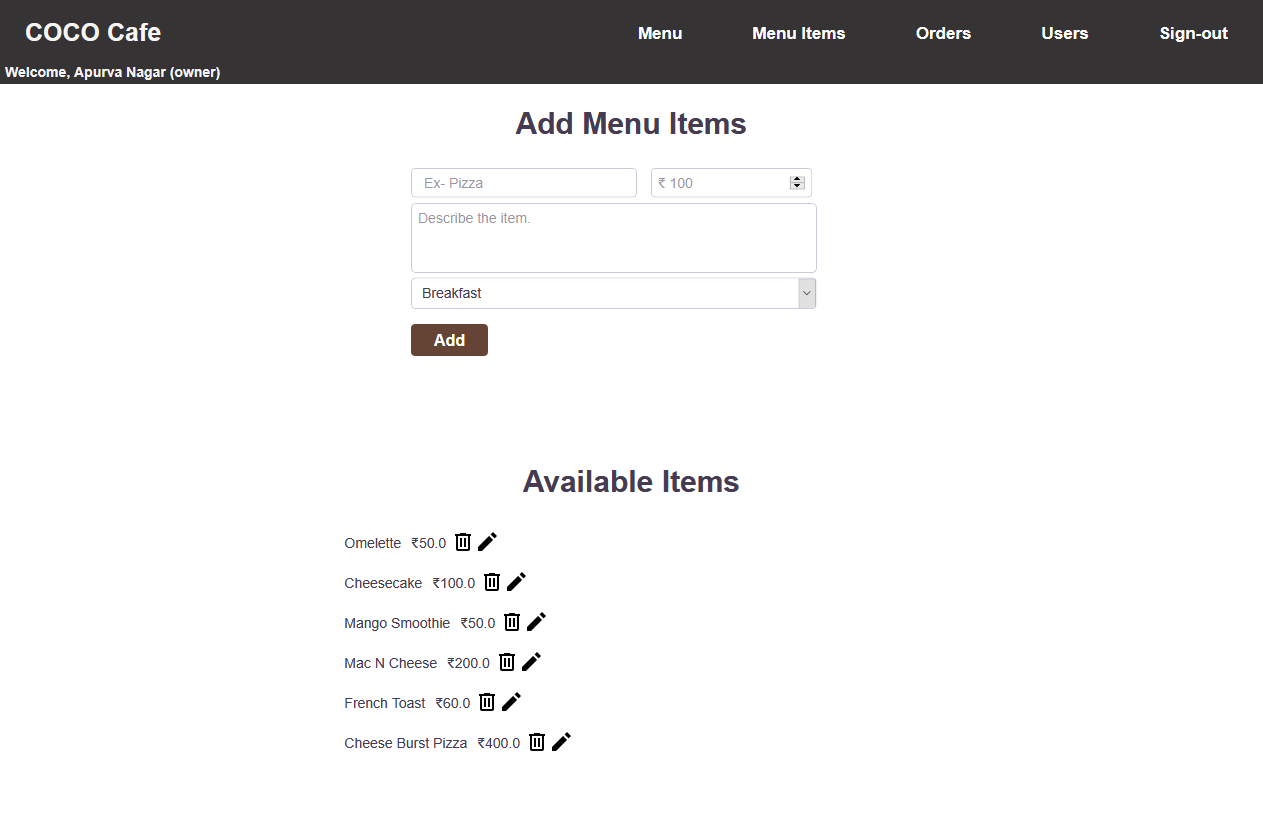 COCO Cafe Menu Menu Items Orders Users Sign-out
Welcome, Apurva Nagar (owner)
Add Menu Items
Ex- Pizza ₹ 100
Describe the item.
Breakfast
Add
Available Items
Omelette ₹50.0
Cheesecake ₹100.0
Mango Smoothie ₹50.0
Mac N Cheese ₹200.0
French Toast ₹60.0
Cheese Burst Pizza ₹400.0